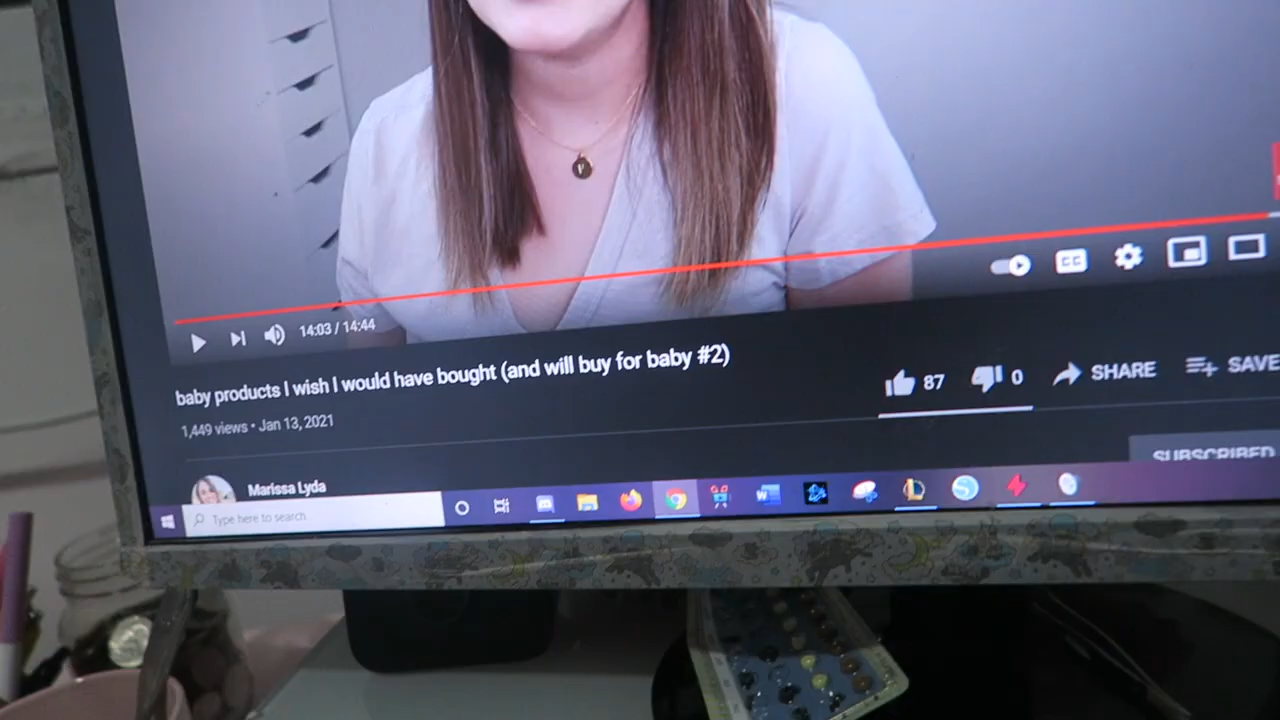 V
14:03 / 14:44
CC
baby products I wish I would have bought (and will buy for baby #2)
1,449 views • Jan 13, 2021
87
0
SHARE
SAVE
Marissa Lyda
SUBSCRIBED
Type here to search